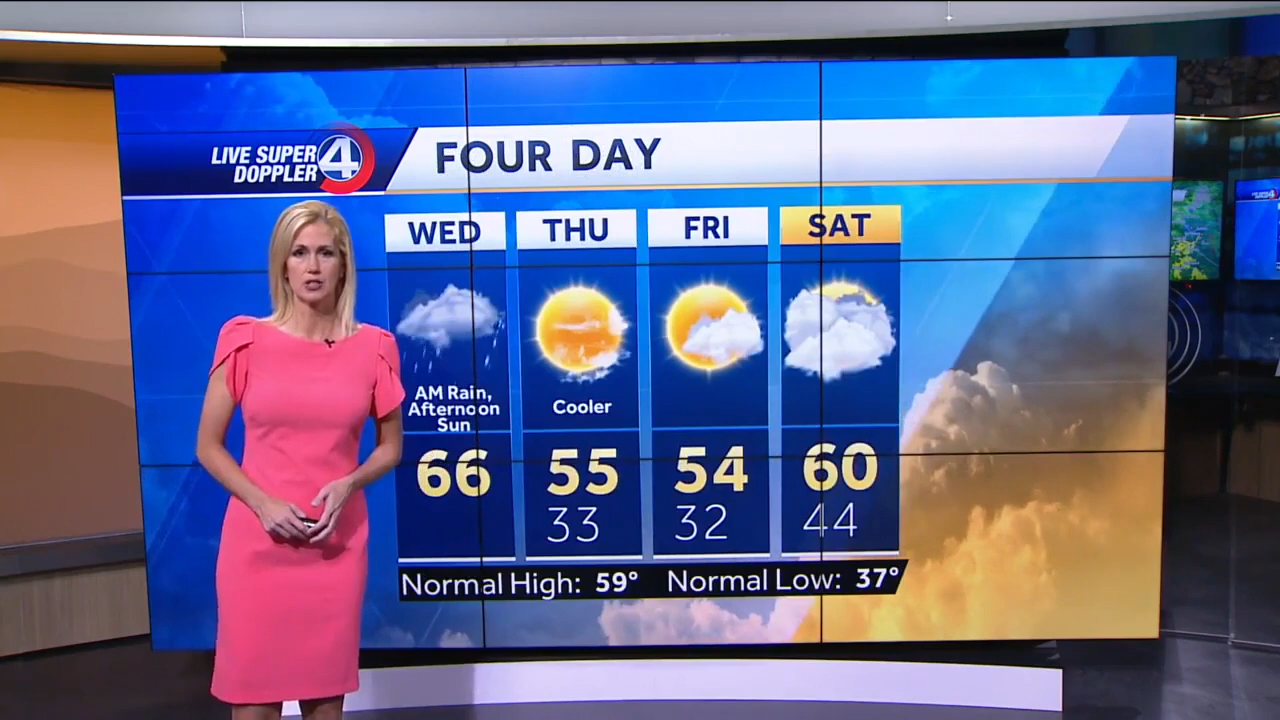 LIVE SUPER
DOPPLER
4
FOUR DAY
WED
THU
FRI
SAT
AM Rain,
Afternoon
Sun
Cooler
66
55
54
60
33
32
44
Normal High: 59° Normal Low: 37°